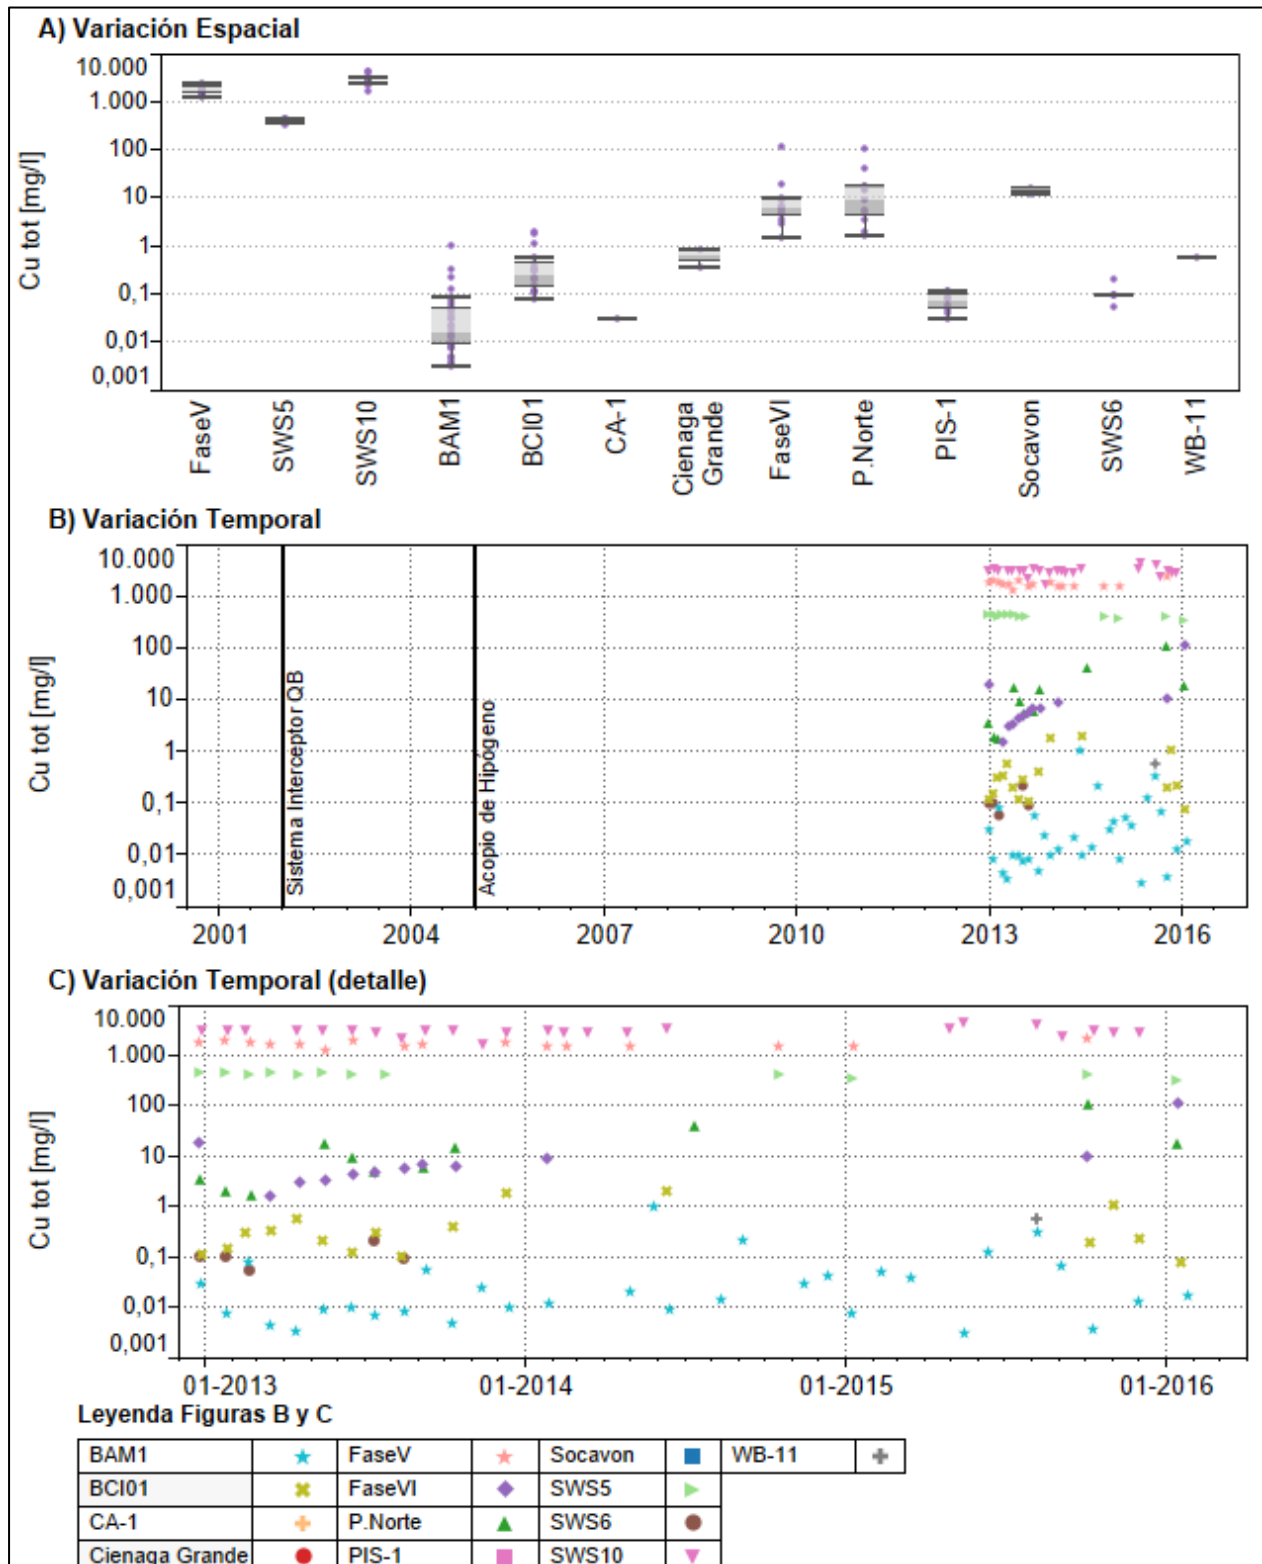 A) Variación Espacial
10.000
1.000
100
10
1
0,1
0,01
0,001
Cu tot [mg/l]
FaseV
SWS5
SWS10
BAM1
BCI01
CA-1
Cienaga
Grande
FaseVI
P.Norte
PIS-1
Socavon
SWS6
WB-11
B) Variación Temporal
10.000
1.000
100
10
1
0,1
0,01
0,001
Cu tot [mg/l]
Sistema Interceptor QB
Acopio de Hipógeno
2001 2004 2007 2010 2013 2016
C) Variación Temporal (detalle)
10.000
1.000
100
10
1
0,1
0,01
0,001
Cu tot [mg/l]
01-2013 01-2014 01-2015 01-2016
Leyenda Figuras B y C
BAM1 FaseV Socavon WB-11
BCI01 FaseVI SWS5
CA-1 P.Norte SWS6
Cienaga Grande PIS-1 SWS10